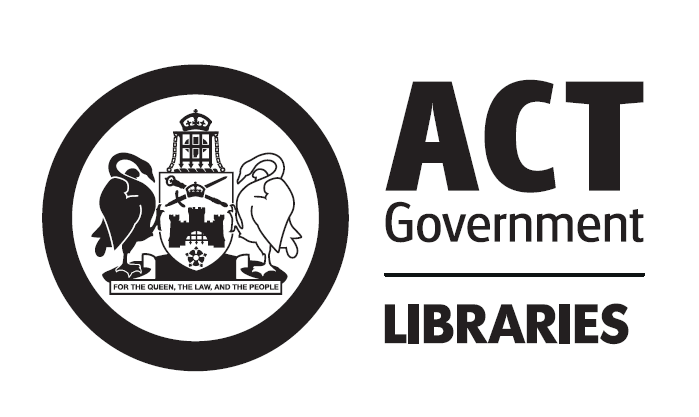 FOR THE QUEEN, THE LAW, AND THE PEOPLE
ACT
Government
LIBRARIES